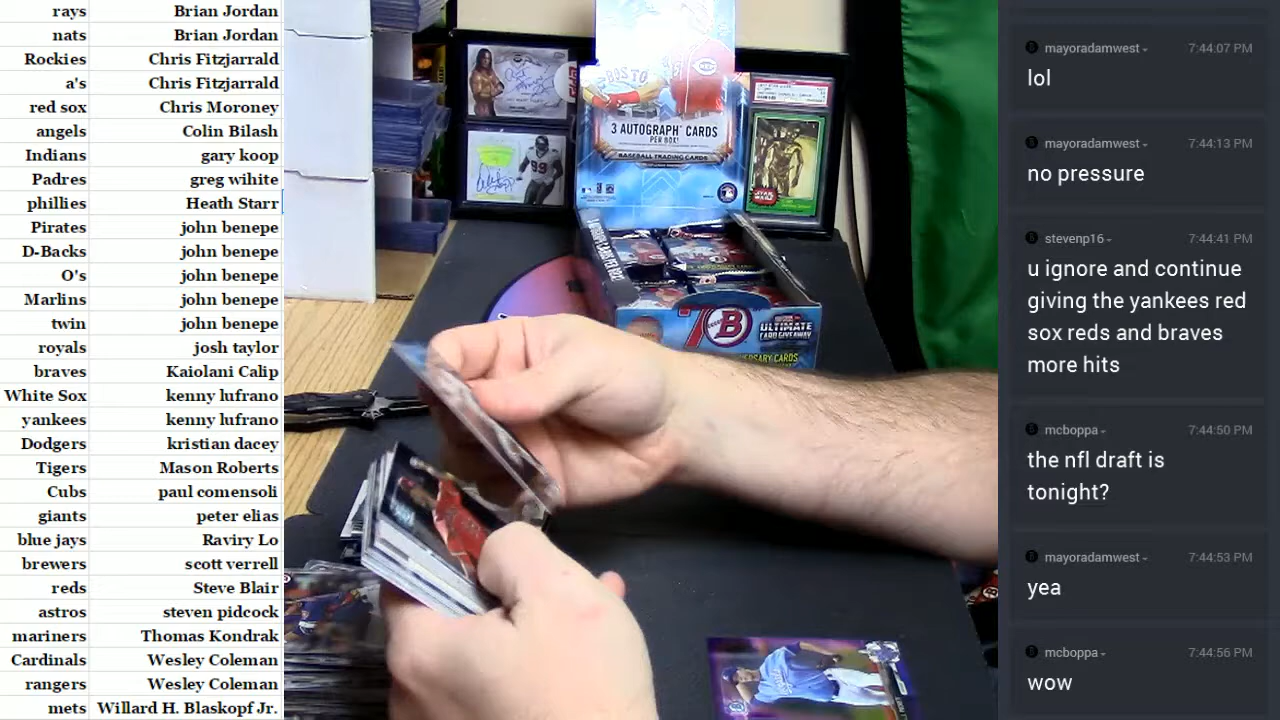 rays Brian Jordan
nats Brian Jordan
Rockies Chris Fitzjarrald
a's Chris Fitzjarrald
red sox Chris Moroney
angels Colin Bilash
Indians gary koop
Padres greg wihite
phillies Heath Starr
Pirates john benepe
D-Backs john benepe
O's john benepe
Marlins john benepe
twin john benepe
royals josh taylor
braves Kaiolani Calip
White Sox kenny lufrano
yankees kenny lufrano
Dodgers kristian dacey
Tigers Mason Roberts
Cubs paul comensoli
giants peter elias
blue jays Raviry Lo
brewers scott verrell
reds Steve Blair
astros steven pidcock
mariners Thomas Kondrak
Cardinals Wesley Coleman
rangers Wesley Coleman
mets Willard H. Blaskopf Jr.
3 AUTOGRAPH CARDS
PER BOX!
BASEBALL TRADING CARDS
STAR WARS
99
70
B
ULTIMATE
CARD GIVEAWAY
mayoradamwest 7:44:07 PM
lol
mayoradamwest 7:44:13 PM
no pressure
stevenp16 7:44:41 PM
u ignore and continue
giving the yankees red
sox reds and braves
more hits
mcboppa 7:44:50 PM
the nfl draft is
tonight?
mayoradamwest 7:44:53 PM
yea
mcboppa 7:44:56 PM
wow